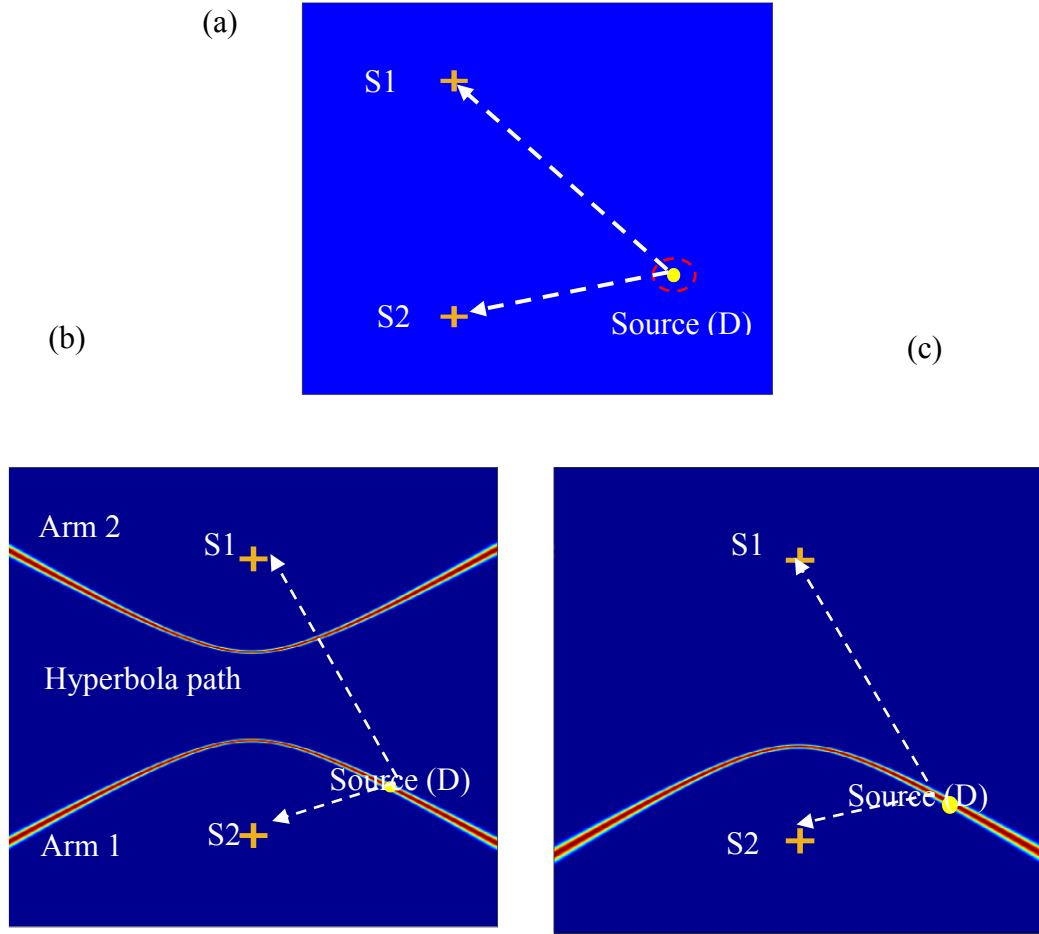 (a)
S1
S2
Source (D)
(b)
(c)
Arm 2
S1
Hyperbola path
Source (D)
S2
Arm 1
S1
Source (D)
S2